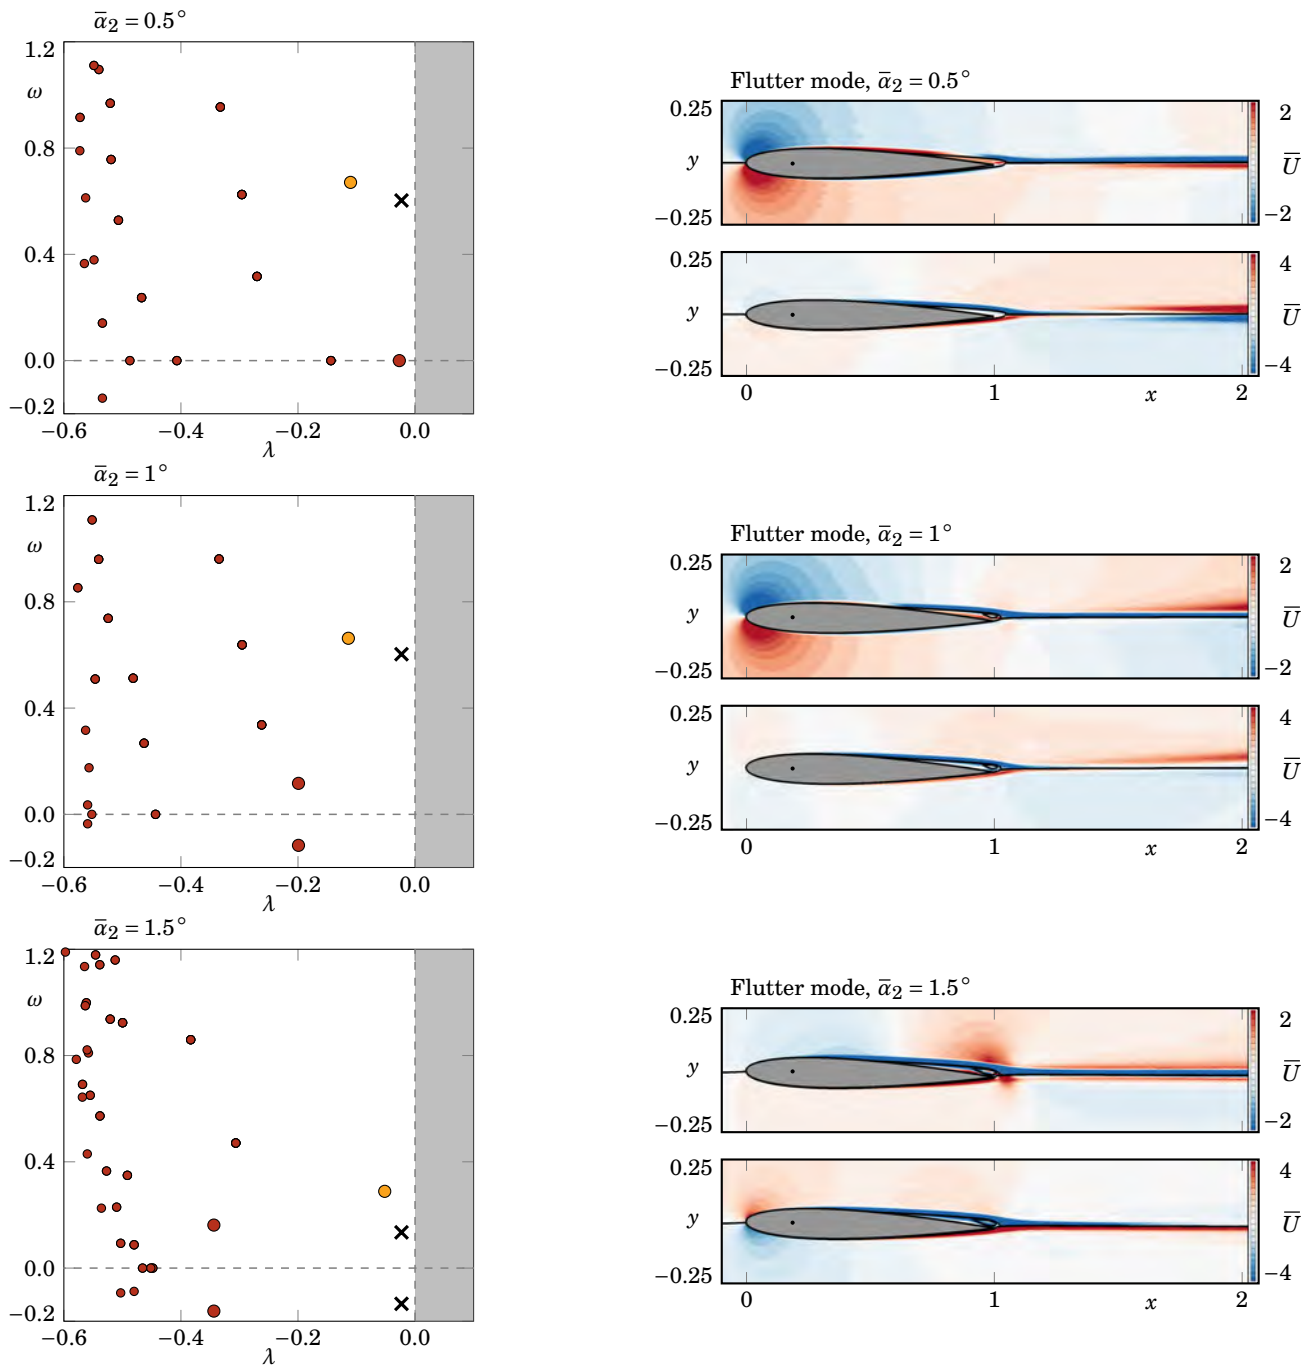 ᾱ₂ = 0.5°
1.2
ω
0.8
0.4
0.0
−0.2
−0.6 −0.4 −0.2 0.0
λ
Flutter mode, ᾱ₂ = 0.5°
0.25
y
−0.25
2
U̅
−2
0.25
y
−0.25
4
U̅
−4
0 1 x 2
ᾱ₂ = 1°
1.2
ω
0.8
0.4
0.0
−0.2
−0.6 −0.4 −0.2 0.0
λ
Flutter mode, ᾱ₂ = 1°
0.25
y
−0.25
2
U̅
−2
0.25
y
−0.25
4
U̅
−4
0 1 x 2
ᾱ₂ = 1.5°
1.2
ω
0.8
0.4
0.0
−0.2
−0.6 −0.4 −0.2 0.0
λ
Flutter mode, ᾱ₂ = 1.5°
0.25
y
−0.25
2
U̅
−2
0.25
y
−0.25
4
U̅
−4
0 1 x 2